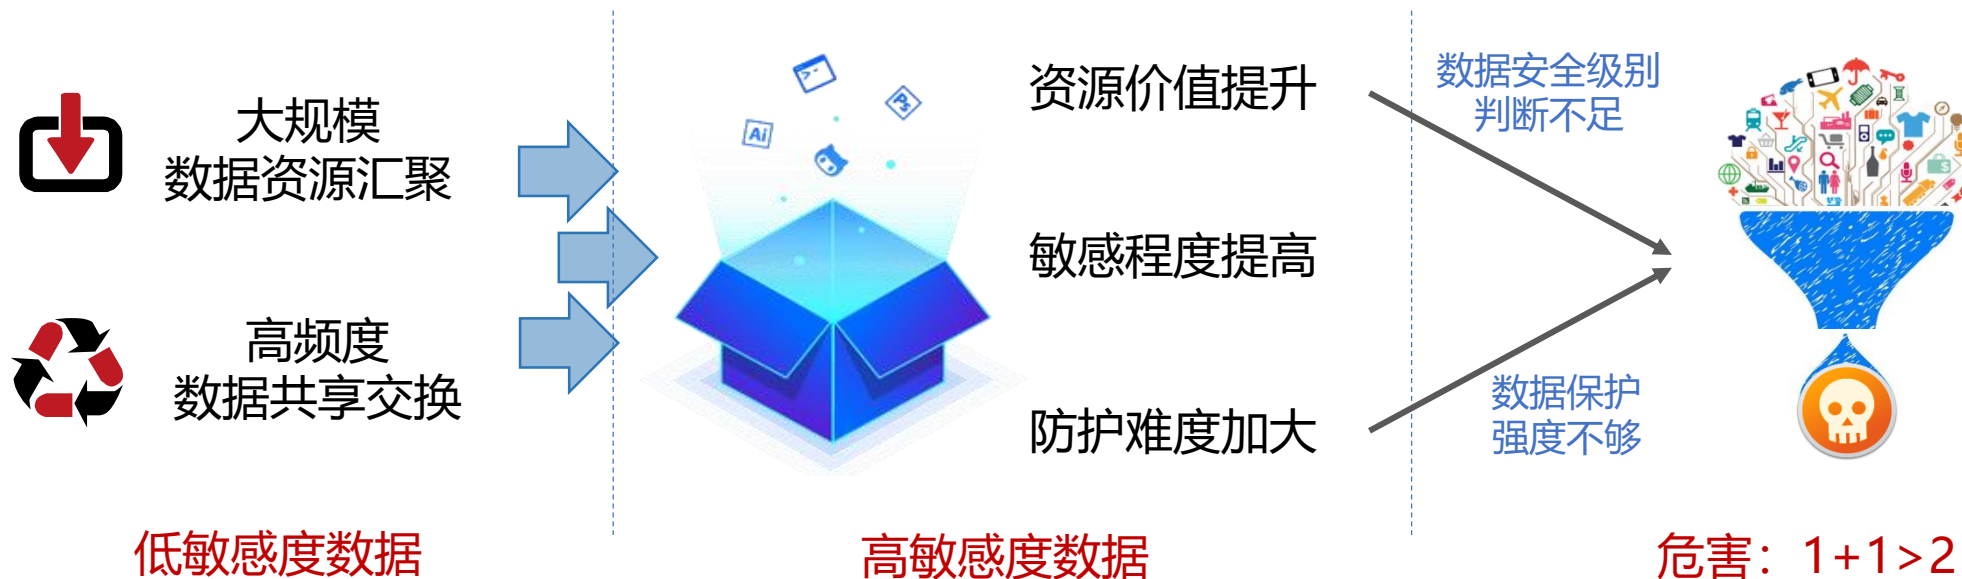 大规模
数据资源汇聚
高频度
数据共享交换
低敏感度数据
>-
Ps
Ai
资源价值提升
敏感程度提高
防护难度加大
高敏感度数据
数据安全级别
判断不足
数据保护
强度不够
$
危害：1+1>2